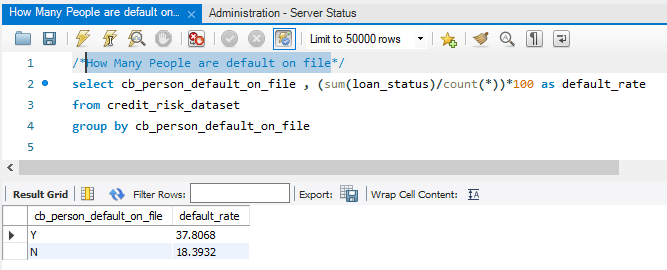 How Many People are default on... × Administration - Server Status
Limit to 50000 rows
1 /*How Many People are default on file*/
2 select cb_person_default_on_file , (sum(loan_status)/count(*))*100 as default_rate
3 from credit_risk_dataset
4 group by cb_person_default_on_file
5
Result Grid Filter Rows: Export: Wrap Cell Content: IA
cb_person_default_on_file default_rate
Y 37.8068
N 18.3932